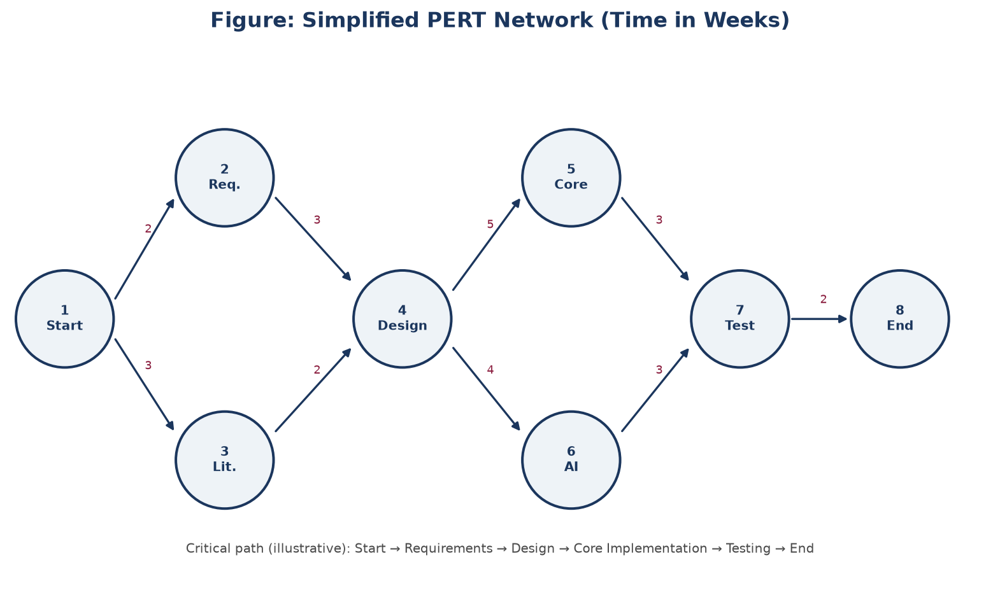 Figure: Simplified PERT Network (Time in Weeks)
2
Req.
5
Core
2
3
5
3
1
Start
4
Design
7
Test
2
8
End
3
2
4
3
3
Lit.
6
AI
Critical path (illustrative): Start → Requirements → Design → Core Implementation → Testing → End